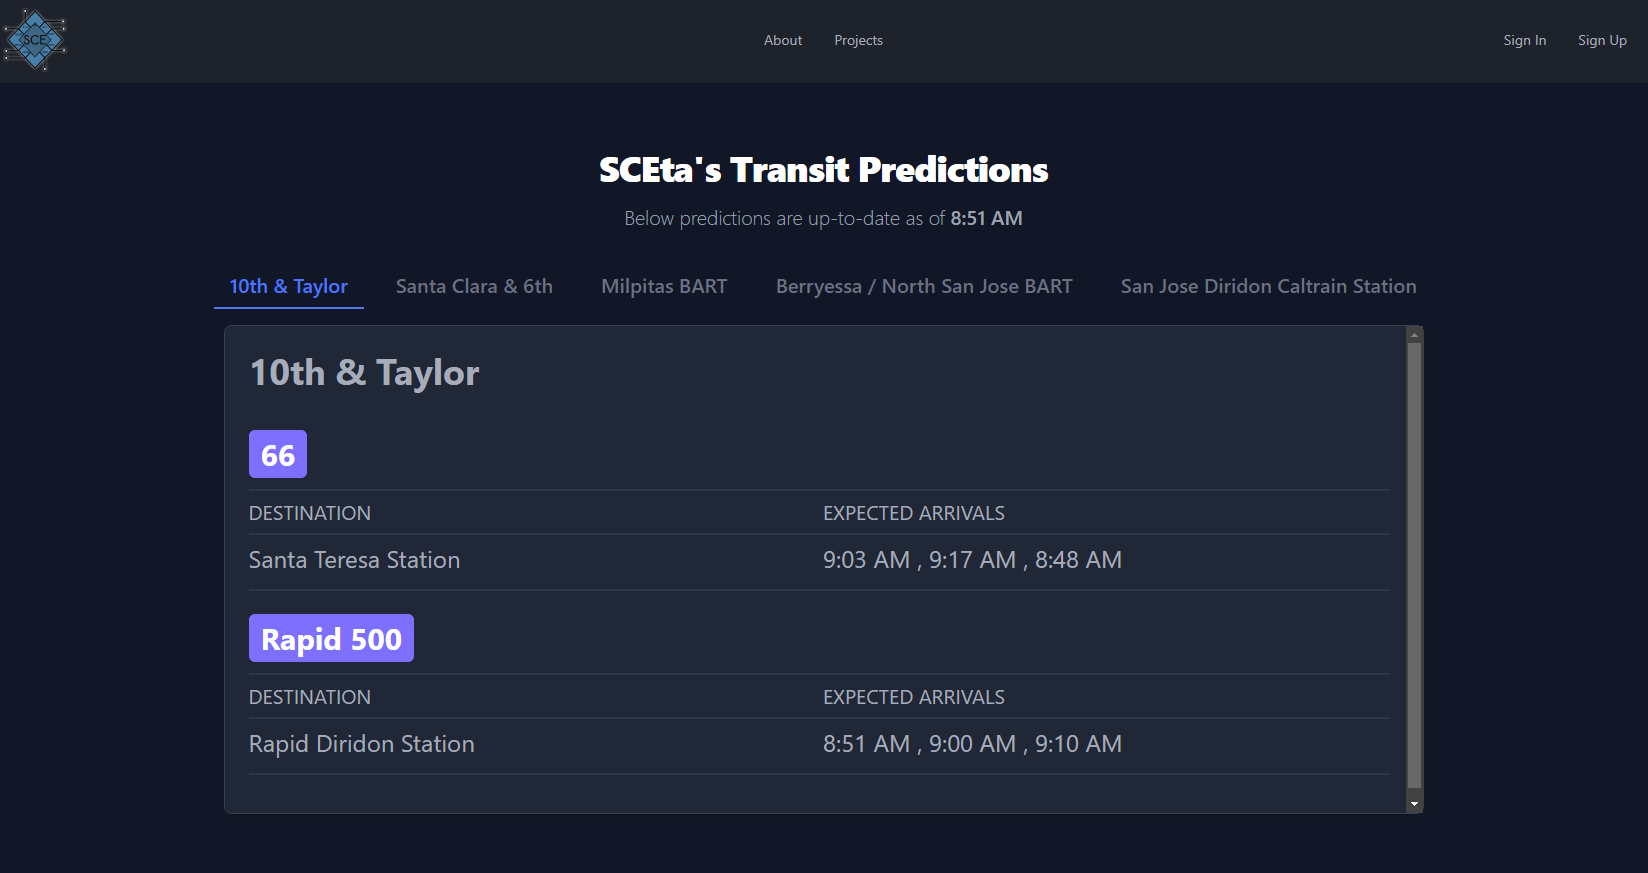 SCE
About Projects Sign In Sign Up
SCEta's Transit Predictions
Below predictions are up-to-date as of 8:51 AM
10th & Taylor Santa Clara & 6th Milpitas BART Berryessa / North San Jose BART San Jose Diridon Caltrain Station
10th & Taylor
66
DESTINATION EXPECTED ARRIVALS
Santa Teresa Station 9:03 AM , 9:17 AM , 8:48 AM
Rapid 500
DESTINATION EXPECTED ARRIVALS
Rapid Diridon Station 8:51 AM , 9:00 AM , 9:10 AM